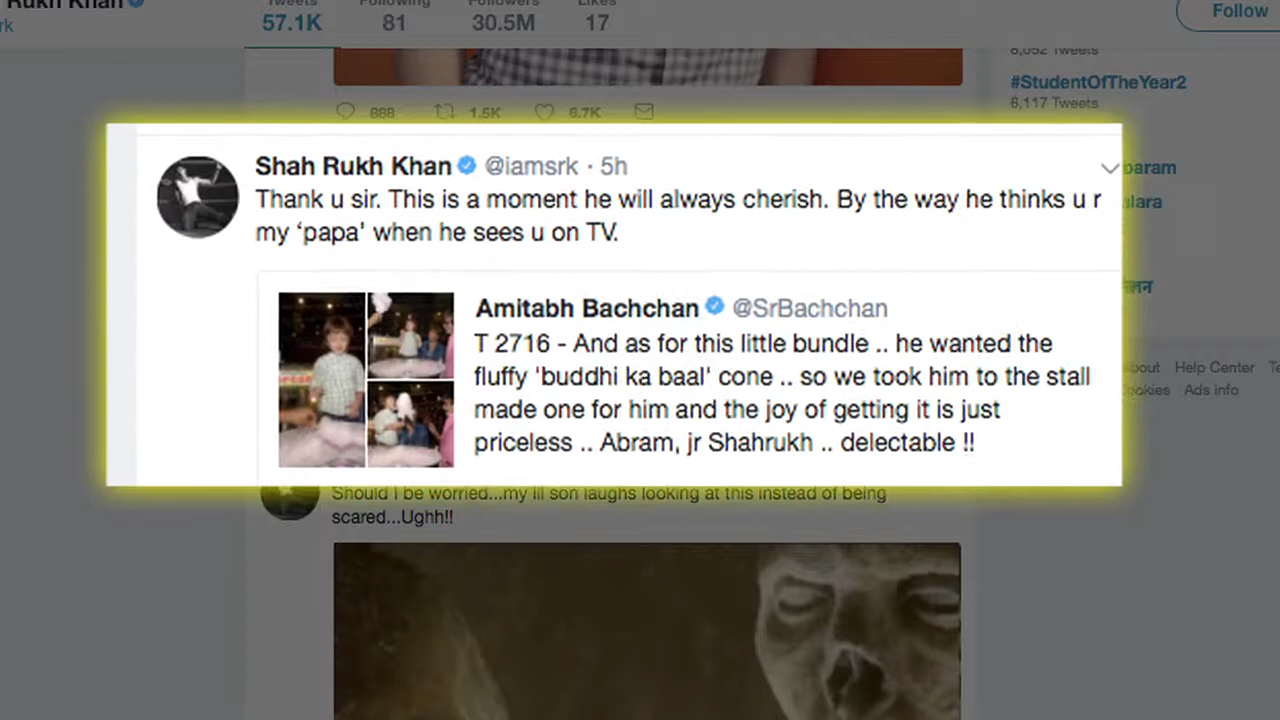 Rukh Khan
rk
Tweets Following Followers Likes
57.1K 81 30.5M 17
Follow
6,052 Tweets
#StudentOfTheYear2
6,117 Tweets
888 1.5K 6.7K
Shah Rukh Khan @iamsrk · 5h
Thank u sir. This is a moment he will always cherish. By the way he thinks u r
my ‘papa’ when he sees u on TV.
Amitabh Bachchan @SrBachchan
T 2716 - And as for this little bundle .. he wanted the
fluffy 'buddhi ka baal' cone .. so we took him to the stall
made one for him and the joy of getting it is just
priceless .. Abram, jr Shahrukh .. delectable !!
param
alara
About Help Center
Cookies Ads info
Should I be worried...my lil son laughs looking at this instead of being
scared...Ughh!!